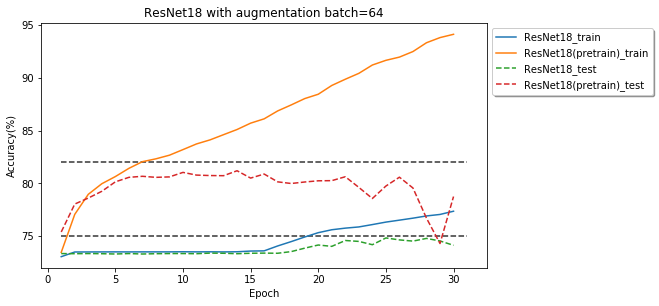 ResNet18 with augmentation batch=64
95
90
85
80
75
Accuracy(%)
0 5 10 15 20 25 30
Epoch
ResNet18_train
ResNet18(pretrain)_train
ResNet18_test
ResNet18(pretrain)_test